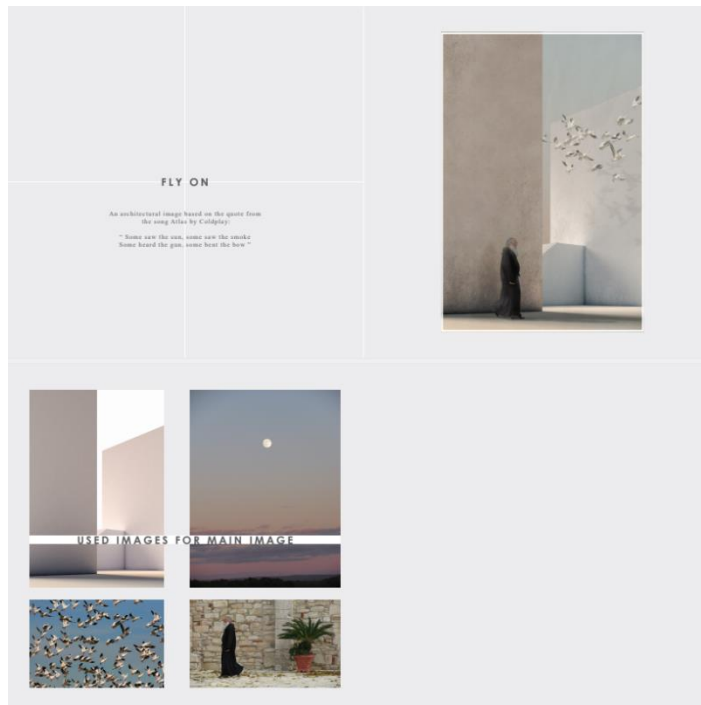 FLY ON
An architectural image based on the quote from
the song Atlas by Coldplay:
“ Some saw the sun, some saw the smoke
Some heard the gun, some bent the bow ”
USED IMAGES FOR MAIN IMAGE